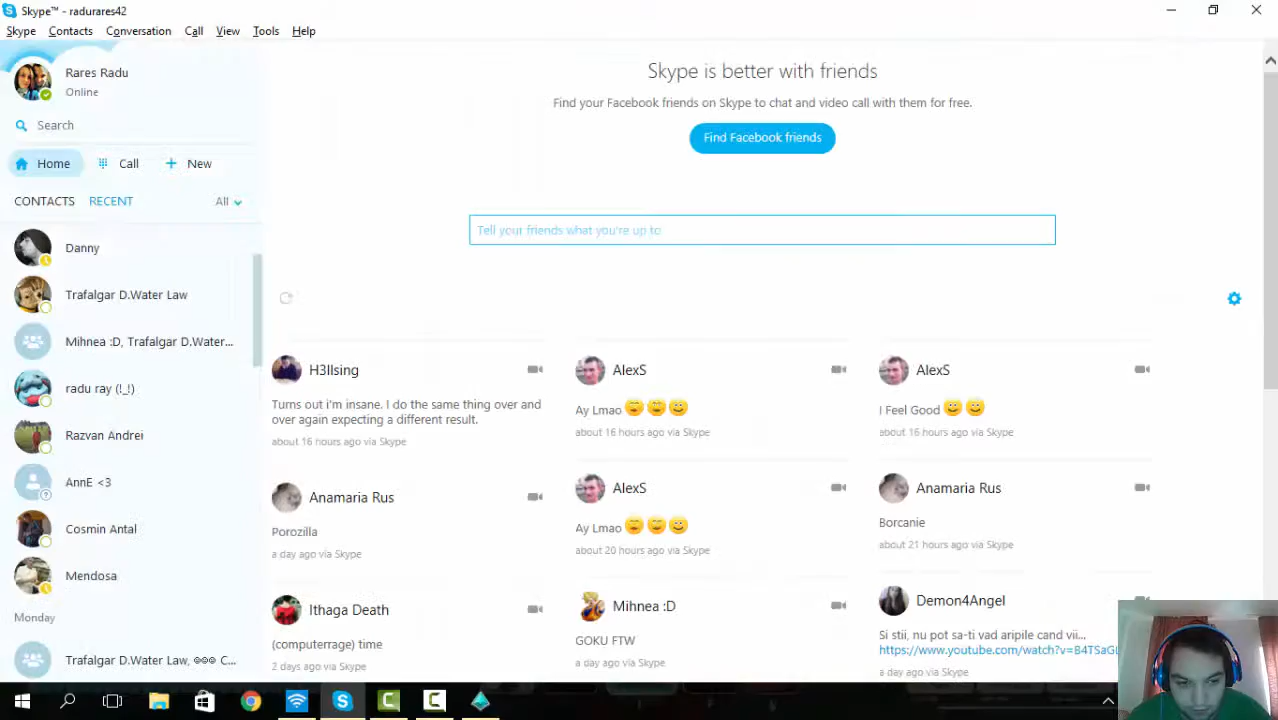 Skype™ - radurares42
Skype Contacts Conversation Call View Tools Help
Rares Radu
Online
Search
Home Call New
CONTACTS RECENT All
Danny
Trafalgar D.Water Law
Mihnea :D, Trafalgar D.Water...
radu ray (!_!)
Razvan Andrei
AnnE <3
Cosmin Antal
Mendosa
Monday
Trafalgar D.Water Law, ⊖⊖⊖ C...
Skype is better with friends
Find your Facebook friends on Skype to chat and video call with them for free.
Find Facebook friends
Tell your friends what you're up to
H3llsing
Turns out i'm insane. I do the same thing over and
over again expecting a different result.
about 16 hours ago via Skype
AlexS
Ay Lmao
about 16 hours ago via Skype
AlexS
I Feel Good
about 16 hours ago via Skype
Anamaria Rus
Porozilla
a day ago via Skype
AlexS
Ay Lmao
about 20 hours ago via Skype
Anamaria Rus
Borcanie
about 21 hours ago via Skype
Ithaga Death
(computerrage) time
2 days ago via Skype
Mihnea :D
GOKU FTW
a day ago via Skype
Demon4Angel
Si stii, nu pot sa-ti vad aripile cand vii...
https://www.youtube.com/watch?v=84TSaGL
a day ago via Skype